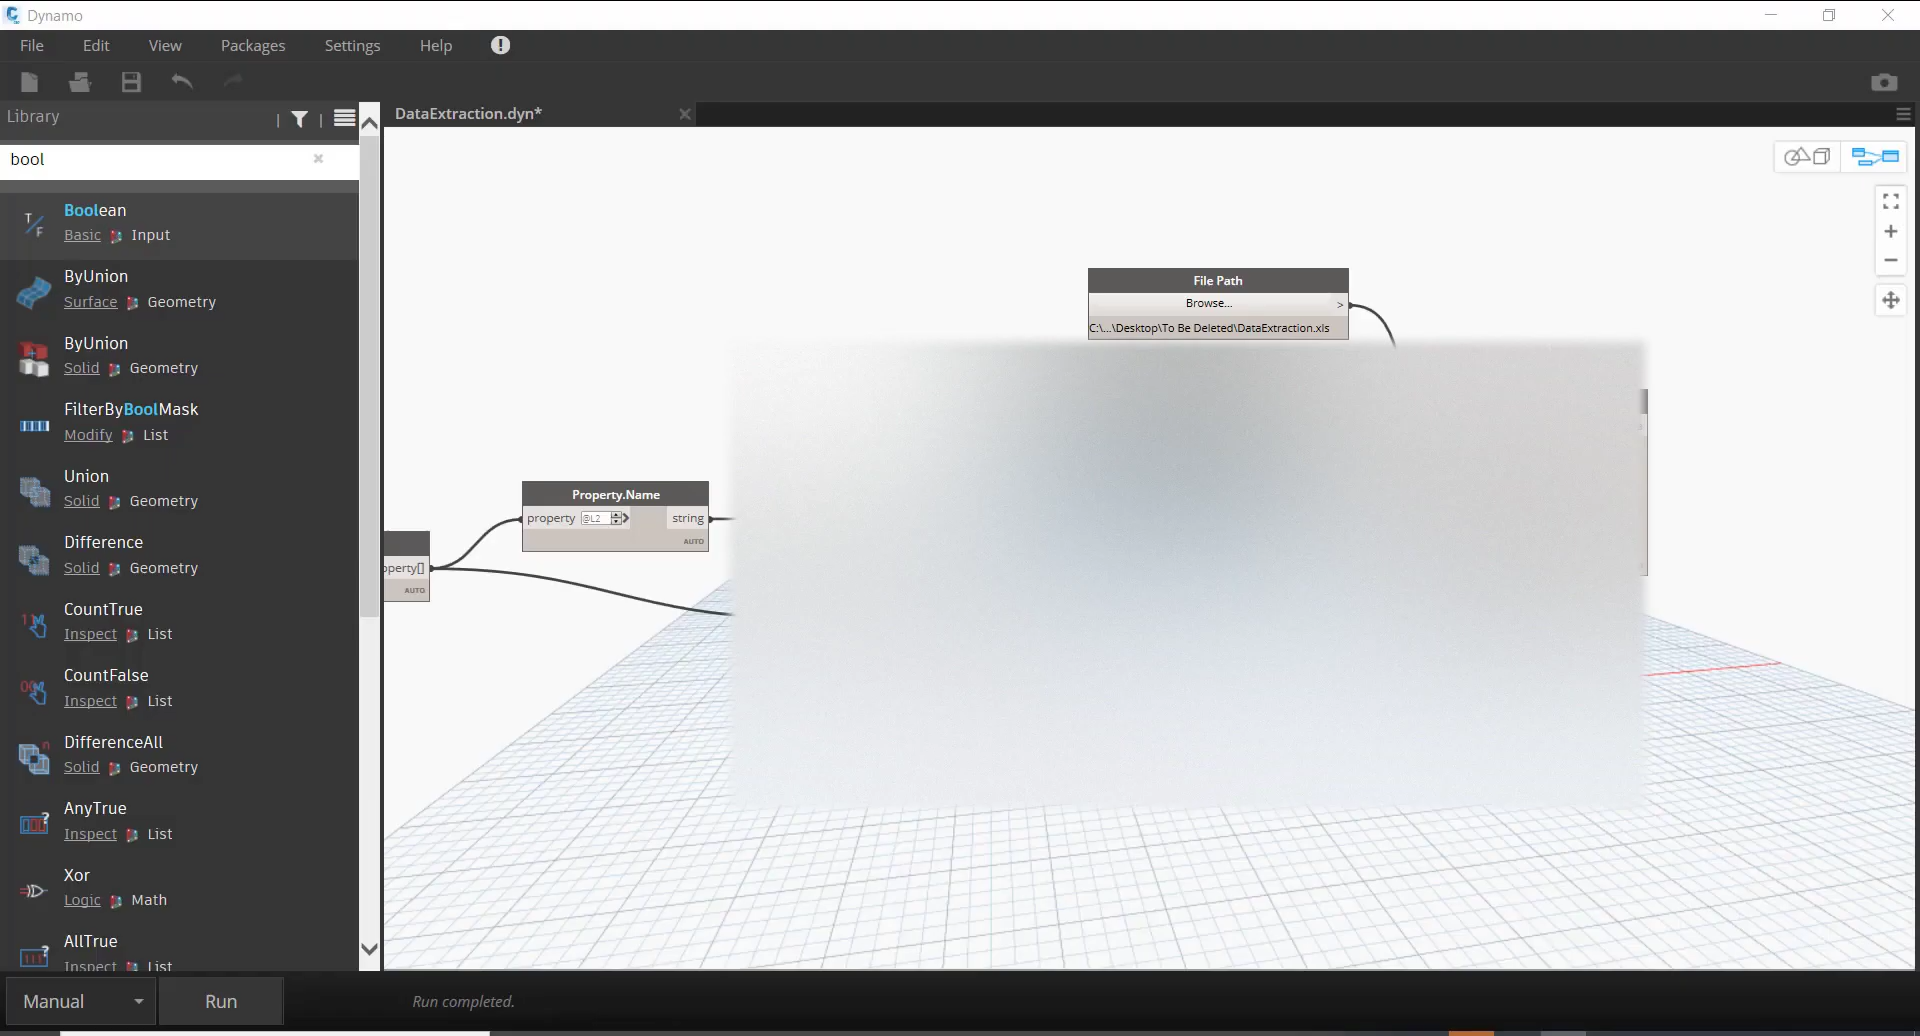 Dynamo
File Edit View Packages Settings Help
Library
bool
Boolean
Basic Input
ByUnion
Surface Geometry
ByUnion
Solid Geometry
FilterByBoolMask
Modify List
Union
Solid Geometry
Difference
Solid Geometry
CountTrue
Inspect List
CountFalse
Inspect List
DifferenceAll
Solid Geometry
AnyTrue
Inspect List
Xor
Logic Math
AllTrue
Inspect List
Manual Run
Run completed.
DataExtraction.dyn*
File Path
Browse... >
C:\...\Desktop\To Be Deleted\DataExtraction.xls
Property.Name
property @L2 > string
AUTO
operty[]
AUTO